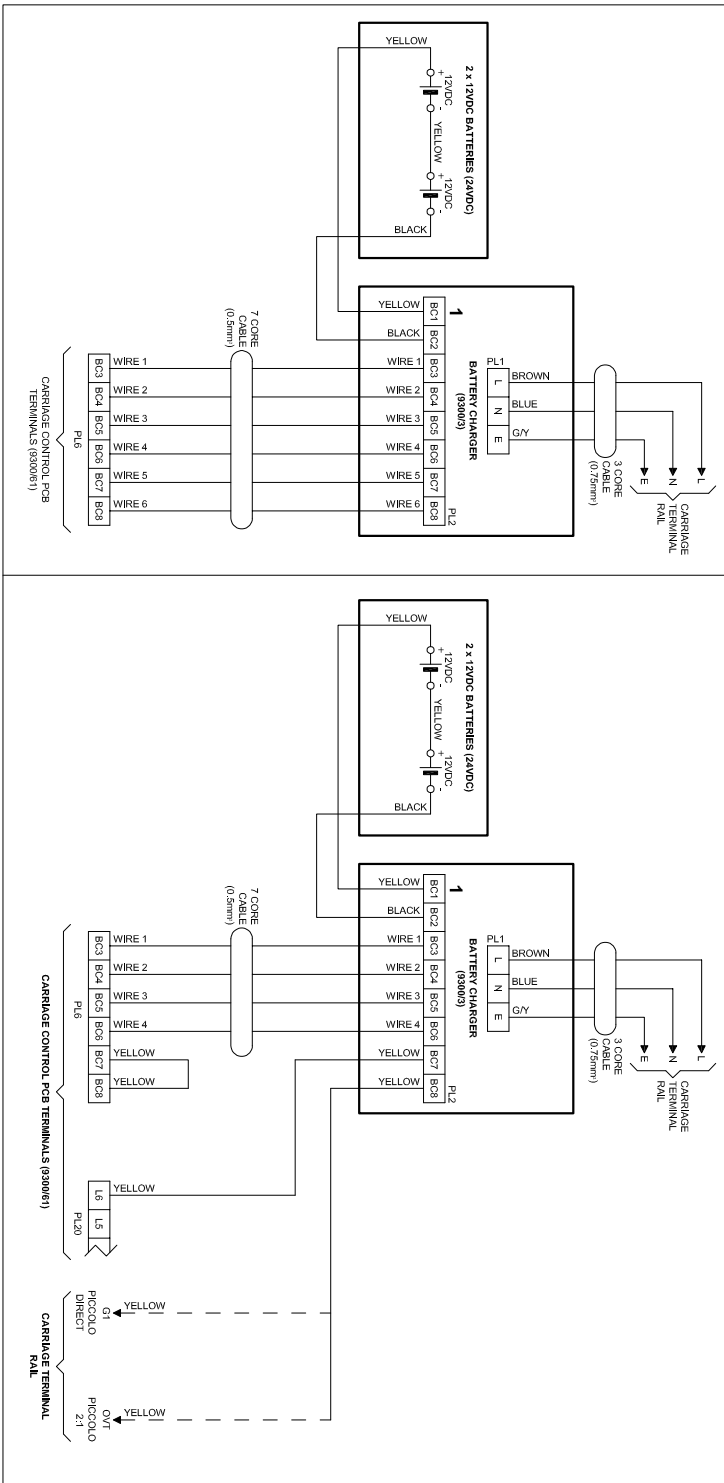 2 x 12VDC BATTERIES (24VDC)
YELLOW
+ 12VDC -
YELLOW
+ 12VDC -
BLACK
1
YELLOW
BC1
BLACK
BC2
WIRE 1
BC3
WIRE 2
BC4
WIRE 3
BC5
WIRE 4
BC6
WIRE 5
BC7
WIRE 6
BC8
PL2
BATTERY CHARGER
(9300/3)
PL1
L
BROWN
N
BLUE
E
G/Y
3 CORE
CABLE
(0.75mm²)
L
N
E
CARRIAGE
TERMINAL
RAIL
7 CORE
CABLE
(0.5mm²)
BC3
WIRE 1
BC4
WIRE 2
BC5
WIRE 3
BC6
WIRE 4
BC7
WIRE 5
BC8
WIRE 6
PL6
CARRIAGE CONTROL PCB
TERMINALS (9300/61)
2 x 12VDC BATTERIES (24VDC)
YELLOW
+ 12VDC -
YELLOW
+ 12VDC -
BLACK
1
YELLOW
BC1
BLACK
BC2
WIRE 1
BC3
WIRE 2
BC4
WIRE 3
BC5
WIRE 4
BC6
YELLOW
BC7
YELLOW
BC8
PL2
BATTERY CHARGER
(9300/3)
PL1
L
BROWN
N
BLUE
E
G/Y
3 CORE
CABLE
(0.75mm²)
L
N
E
CARRIAGE
TERMINAL
RAIL
7 CORE
CABLE
(0.5mm²)
BC3
WIRE 1
BC4
WIRE 2
BC5
WIRE 3
BC6
WIRE 4
BC7
YELLOW
BC8
YELLOW
PL6
L6
YELLOW
L5
PL20
CARRIAGE CONTROL PCB TERMINALS (9300/61)
YELLOW
G1
PICCOLO
DIRECT
YELLOW
OVT
PICCOLO
2:1
CARRIAGE TERMINAL
RAIL